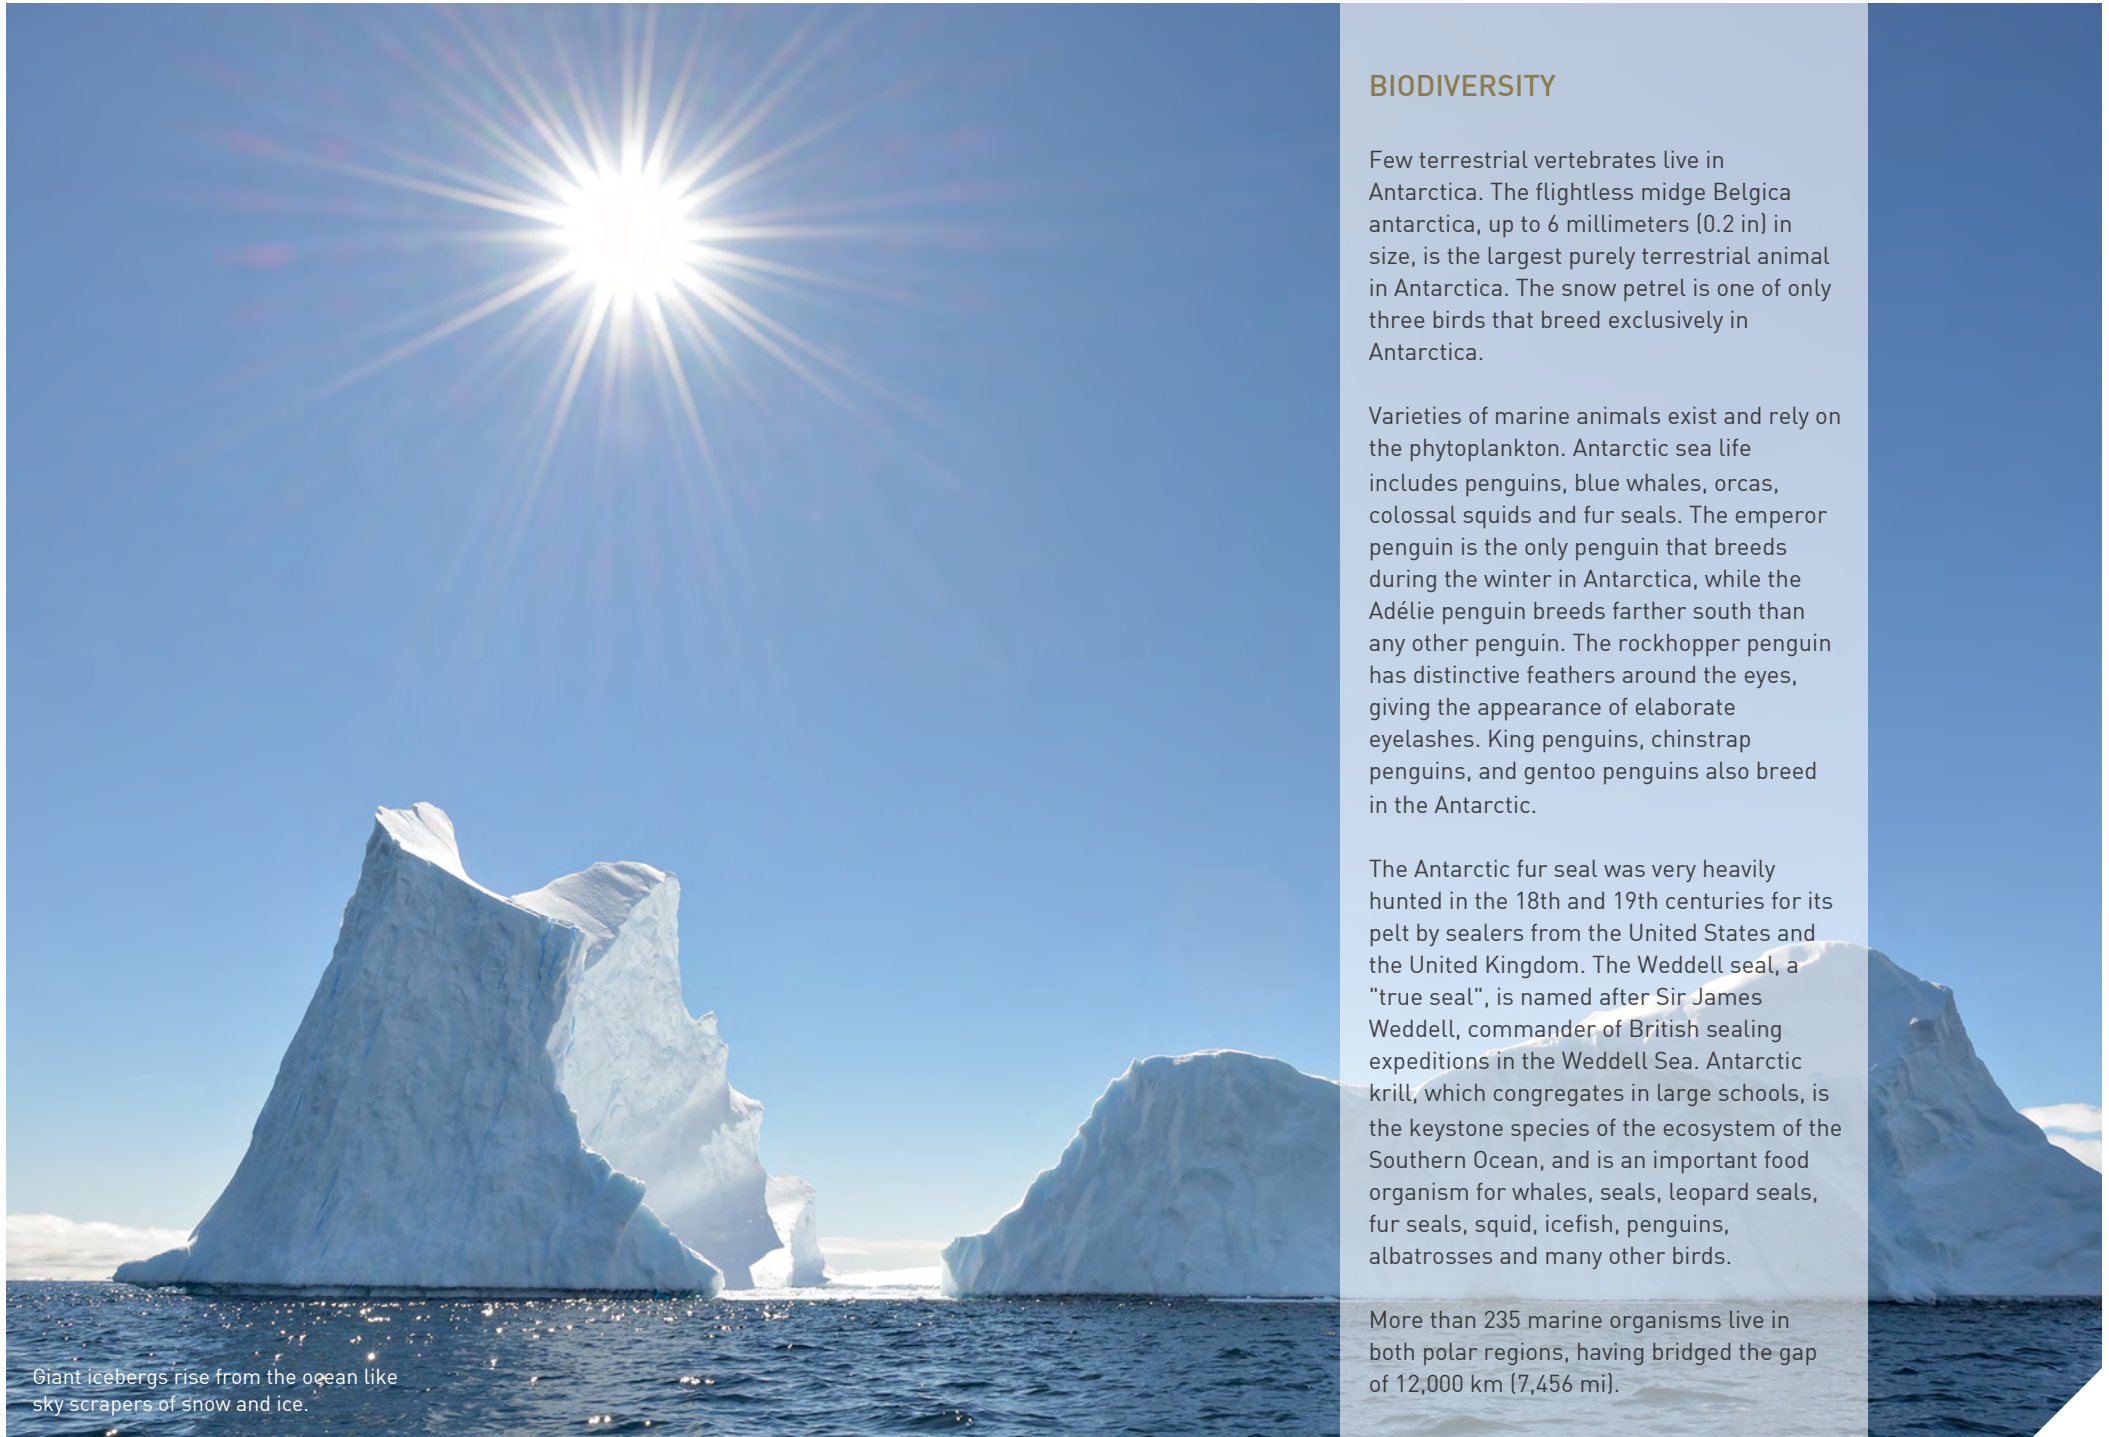 BIODIVERSITY
Few terrestrial vertebrates live in
Antarctica. The flightless midge Belgica
antarctica, up to 6 millimeters (0.2 in) in
size, is the largest purely terrestrial animal
in Antarctica. The snow petrel is one of only
three birds that breed exclusively in
Antarctica.
Varieties of marine animals exist and rely on
the phytoplankton. Antarctic sea life
includes penguins, blue whales, orcas,
colossal squids and fur seals. The emperor
penguin is the only penguin that breeds
during the winter in Antarctica, while the
Adélie penguin breeds farther south than
any other penguin. The rockhopper penguin
has distinctive feathers around the eyes,
giving the appearance of elaborate
eyelashes. King penguins, chinstrap
penguins, and gentoo penguins also breed
in the Antarctic.
The Antarctic fur seal was very heavily
hunted in the 18th and 19th centuries for its
pelt by sealers from the United States and
the United Kingdom. The Weddell seal, a
"true seal", is named after Sir James
Weddell, commander of British sealing
expeditions in the Weddell Sea. Antarctic
krill, which congregates in large schools, is
the keystone species of the ecosystem of the
Southern Ocean, and is an important food
organism for whales, seals, leopard seals,
fur seals, squid, icefish, penguins,
albatrosses and many other birds.
More than 235 marine organisms live in
both polar regions, having bridged the gap
of 12,000 km (7,456 mi).
Giant icebergs rise from the ocean like
sky scrapers of snow and ice.